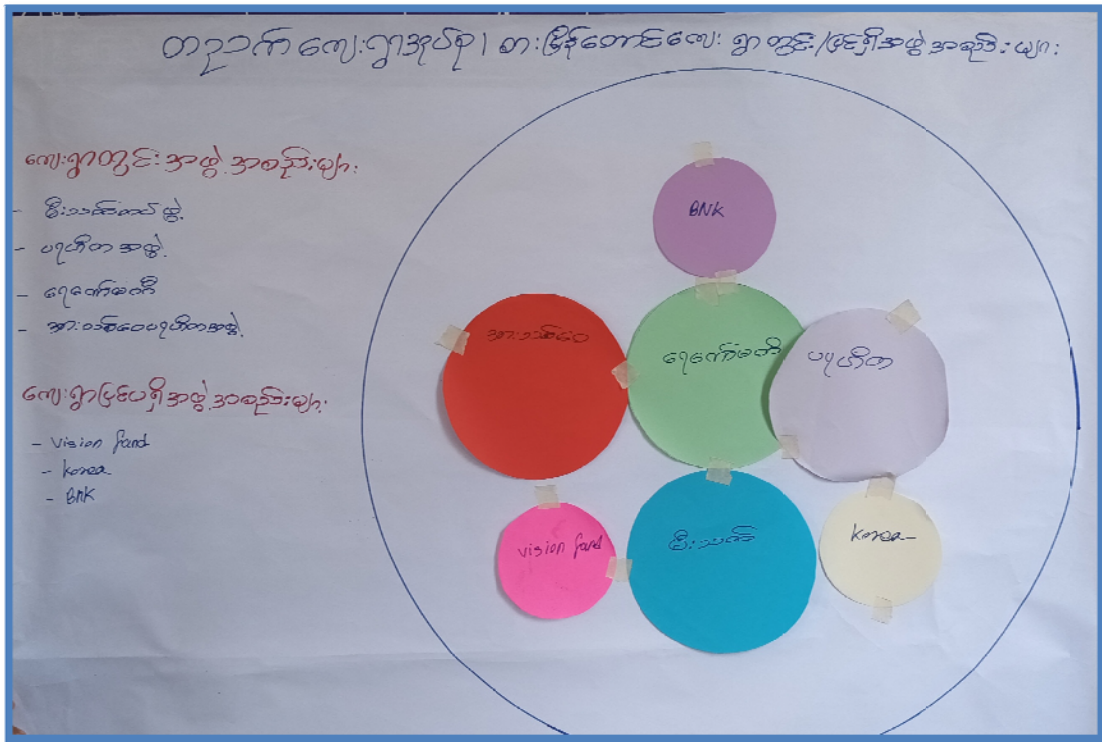 ကျေးရွာအုပ်စု၊ ကျေး ရွာ တွင်း/ပြင်ရှိအဖွဲ့ အစည်း များ
ကျေးရွာတွင်း အဖွဲ့ အစည်းများ
- မီးသတ်တပ် ဖွဲ့
- ပရဟိတ အဖွဲ့
- ရေကော်မတီ
- အားသစ်ဝေပရဟိတအဖွဲ့
ကျေးရွာပြင်ပရှိအဖွဲ့ အစည်းများ
- vision fund
- korea
- BNK
BNK
အားသစ်ဝေ
ရေကော်မတီ
ပရဟိတ
vision fund
မီးသတ်
korea